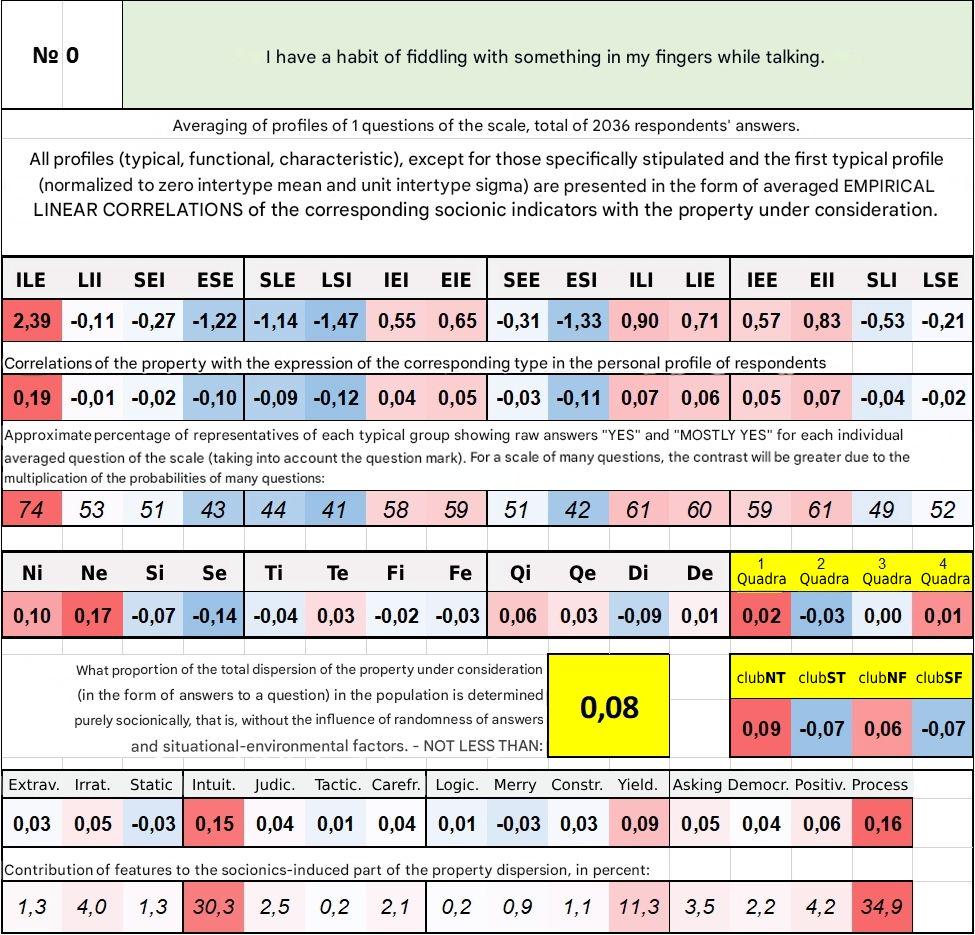 № 0
I have a habit of fiddling with something in my fingers while talking.
Averaging of profiles of 1 questions of the scale, total of 2036 respondents' answers.
All profiles (typical, functional, characteristic), except for those specifically stipulated and the first typical profile
(normalized to zero intertype mean and unit intertype sigma) are presented in the form of averaged EMPIRICAL
LINEAR CORRELATIONS of the corresponding socionic indicators with the property under consideration.
ILE LII SEI ESE SLE LSI IEI EIE SEE ESI ILI LIE IEE EII SLI LSE
2,39 -0,11 -0,27 -1,22 -1,14 -1,47 0,55 0,65 -0,31 -1,33 0,90 0,71 0,57 0,83 -0,53 -0,21
Correlations of the property with the expression of the corresponding type in the personal profile of respondents
0,19 -0,01 -0,02 -0,10 -0,09 -0,12 0,04 0,05 -0,03 -0,11 0,07 0,06 0,05 0,07 -0,04 -0,02
Approximate percentage of representatives of each typical group showing raw answers "YES" and "MOSTLY YES" for each individual
averaged question of the scale (taking into account the question mark). For a scale of many questions, the contrast will be greater due to the
multiplication of the probabilities of many questions:
74 53 51 43 44 41 58 59 51 42 61 60 59 61 49 52
Ni Ne Si Se Ti Te Fi Fe Qi Qe Di De 1 Quadra 2 Quadra 3 Quadra 4 Quadra
0,10 0,17 -0,07 -0,14 -0,04 0,03 -0,02 -0,03 0,06 0,03 -0,09 0,01 0,02 -0,03 0,00 0,01
What proportion of the total dispersion of the property under consideration
(in the form of answers to a question) in the population is determined
purely socionically, that is, without the influence of randomness of answers
and situational-environmental factors. - NOT LESS THAN:
0,08
clubNT clubST clubNF clubSF
0,09 -0,07 0,06 -0,07
Extrav. Irrat. Static Intuit. Judic. Tactic. Carefr. Logic. Merry Constr. Yield. Asking Democr. Positiv. Process
0,03 0,05 -0,03 0,15 0,04 0,01 0,04 0,01 -0,03 0,03 0,09 0,05 0,04 0,06 0,16
Contribution of features to the socionics-induced part of the property dispersion, in percent:
1,3 4,0 1,3 30,3 2,5 0,2 2,1 0,2 0,9 1,1 11,3 3,5 2,2 4,2 34,9